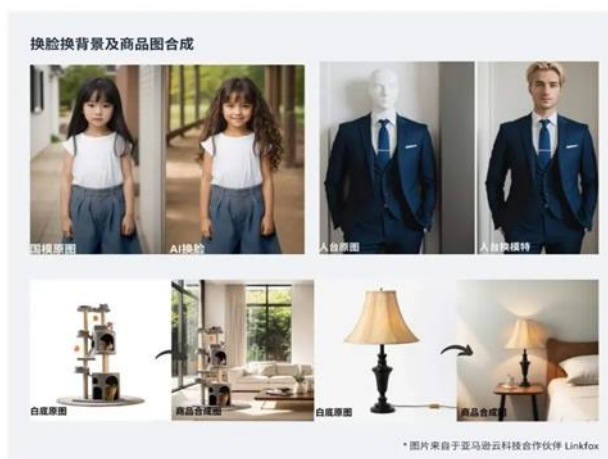 换脸换背景及商品图合成
国模原图
AI换脸
人台原图
人台换模特
白底原图
商品合成图
白底原图
商品合成图
* 图片来自于亚马逊云科技合作伙伴 Linkfox